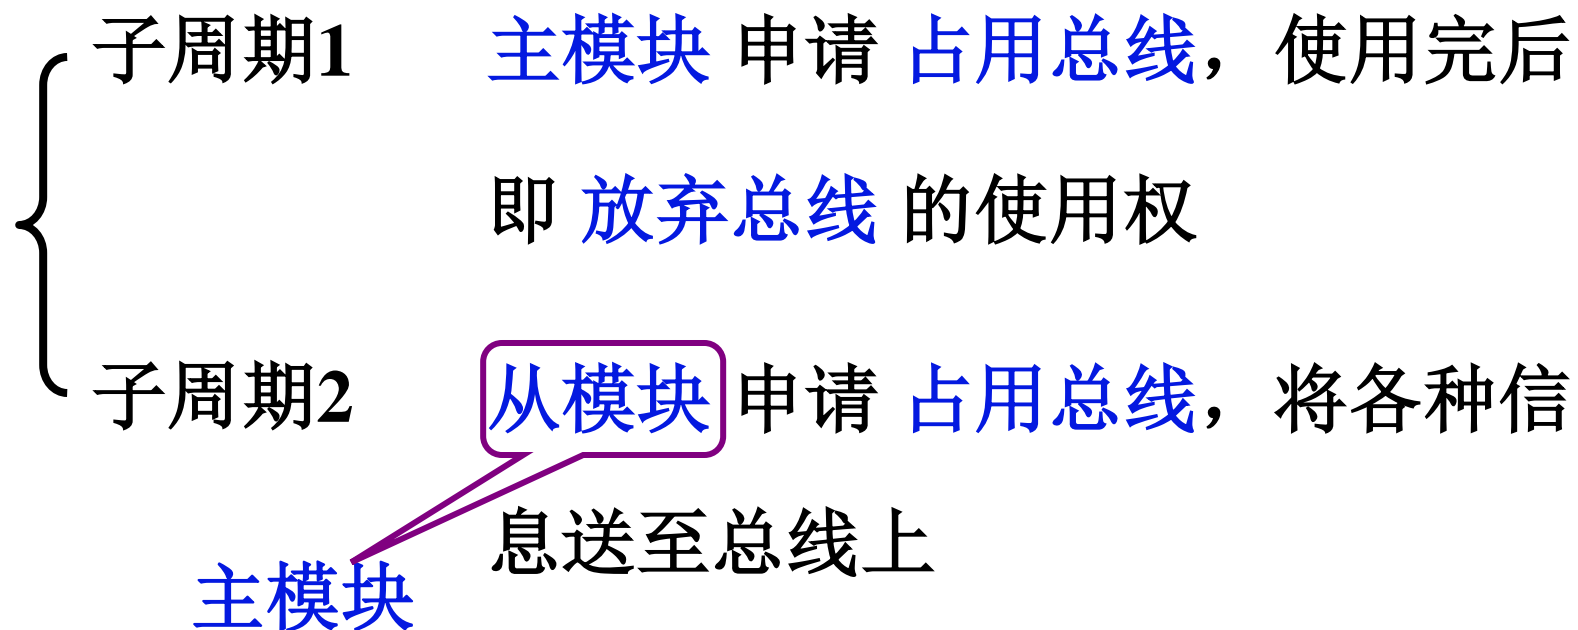 子周期1 主模块 申请 占用总线，使用完后
即 放弃总线 的使用权
子周期2 从模块 申请 占用总线，将各种信
息送至总线上
主模块